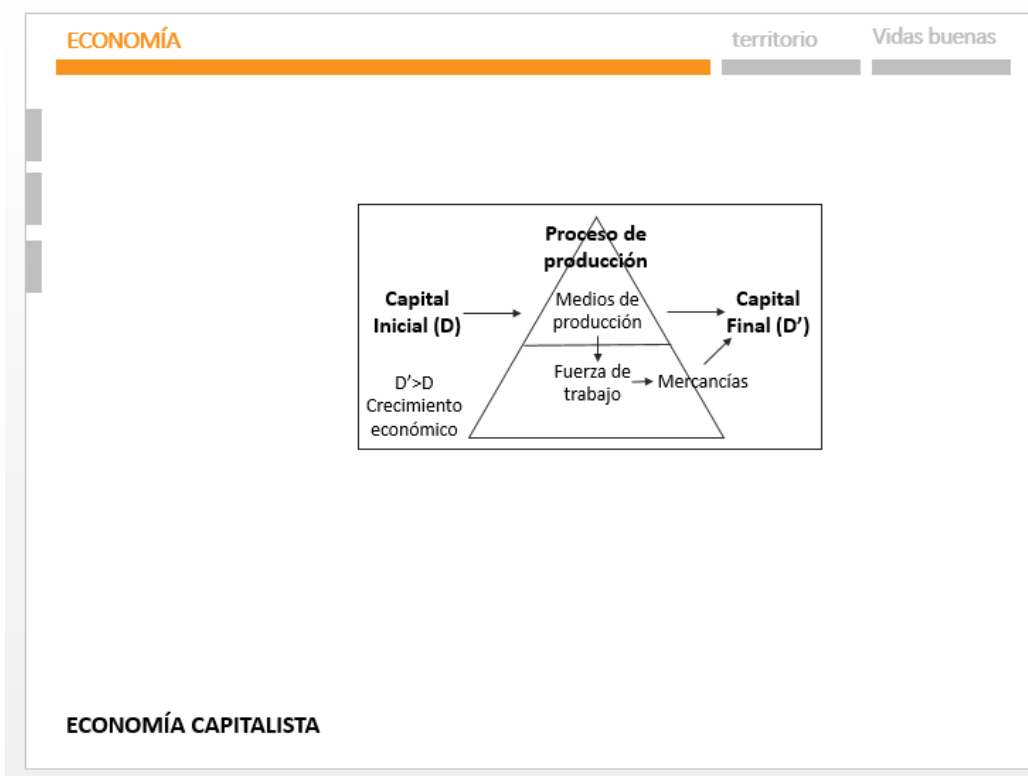 ECONOMÍA
territorio
Vidas buenas
Proceso de
producción
Capital
Inicial (D)
Medios de
producción
Capital
Final (D’)
D’>D
Crecimiento
económico
Fuerza de
trabajo
Mercancías
ECONOMÍA CAPITALISTA